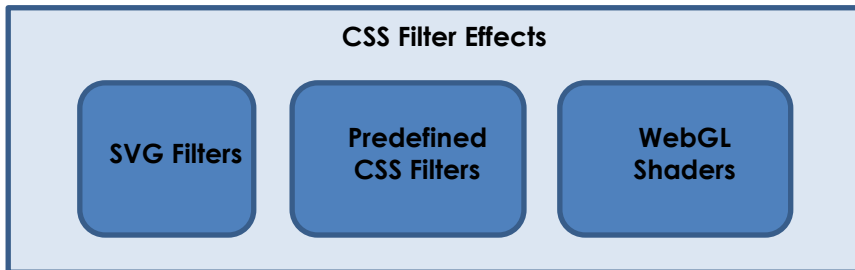 CSS Filter Effects
SVG Filters
Predefined
CSS Filters
WebGL
Shaders